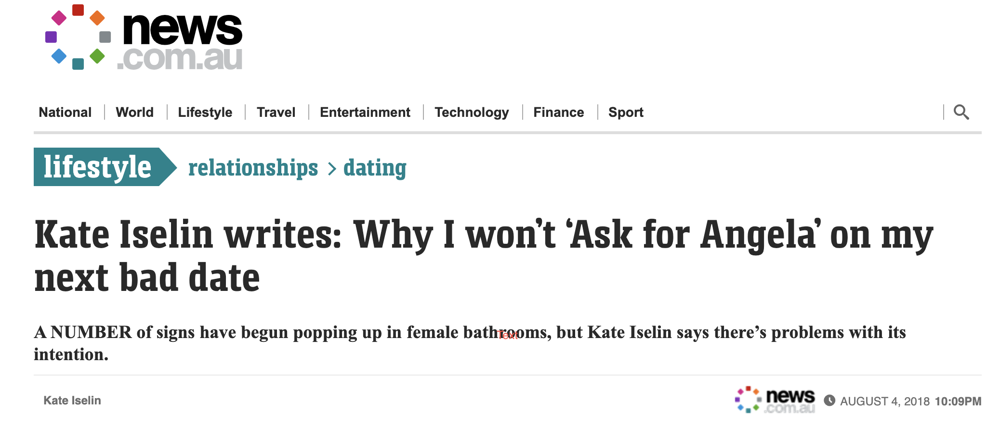 news
.com.au
National World Lifestyle Travel Entertainment Technology Finance Sport
lifestyle relationships > dating
Kate Iselin writes: Why I won’t ‘Ask for Angela’ on my
next bad date
A NUMBER of signs have begun popping up in female bathrooms, but Kate Iselin says there’s problems with its
Text
intention.
Kate Iselin
news
.com.au
AUGUST 4, 2018 10:09PM